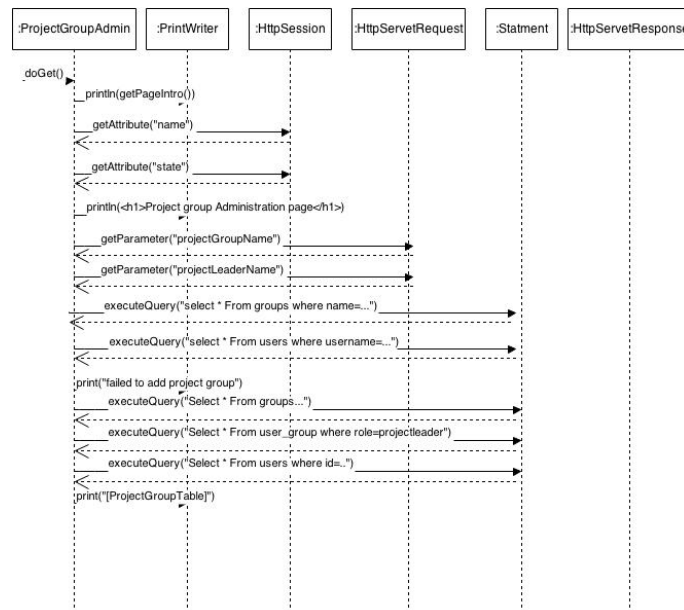 :ProjectGroupAdmin
:PrintWriter
:HttpSession
:HttpServetRequest
:Statment
:HttpServetResponse
doGet()
println(getPageIntro())
getAttribute("name")
getAttribute("state")
println(<h1>Project group Administration page</h1>)
getParameter("projectGroupName")
getParameter("projectLeaderName")
executeQuery("select * From groups where name=...")
executeQuery("select * From users where username=...")
print("failed to add project group")
executeQuery("Select * From groups...")
executeQuery("Select * From user_group where role=projectleader")
executeQuery("Select * From users where id=..")
print("[ProjectGroupTable]")